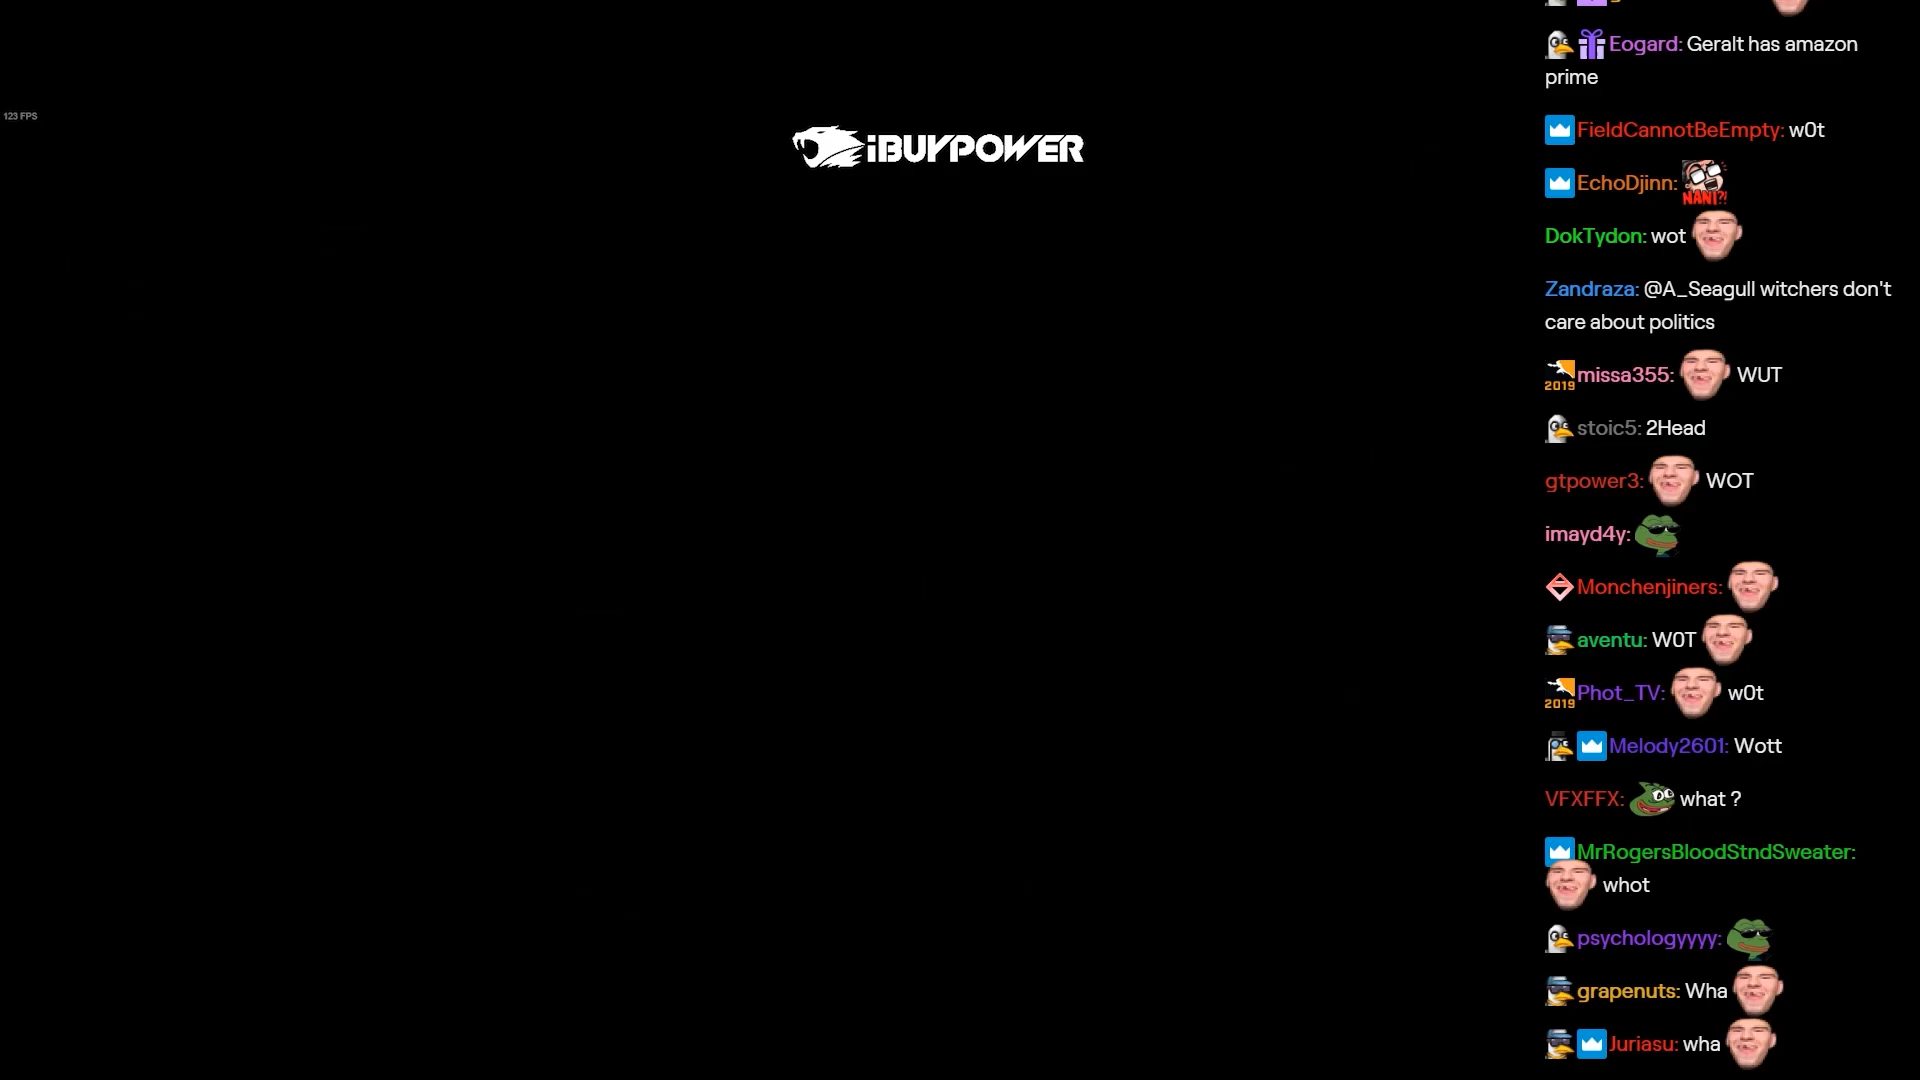 Eogard: Geralt has amazon
prime
123 FPS
iBUYPOWER
FieldCannotBeEmpty: w0t
EchoDjinn: NANI?!
DokTydon: wot
Zandraza: @A_Seagull witchers don't
care about politics
2019 missa355: WUT
stoic5: 2Head
gtpower3: WOT
imayd4y:
Monchenjiners:
aventu: W0T
2019 Phot_TV: w0t
Melody2601: Wott
VFXFFX: what ?
MrRogersBloodStndSweater:
whot
psychologyyyy:
grapenuts: Wha
Juriasu: wha